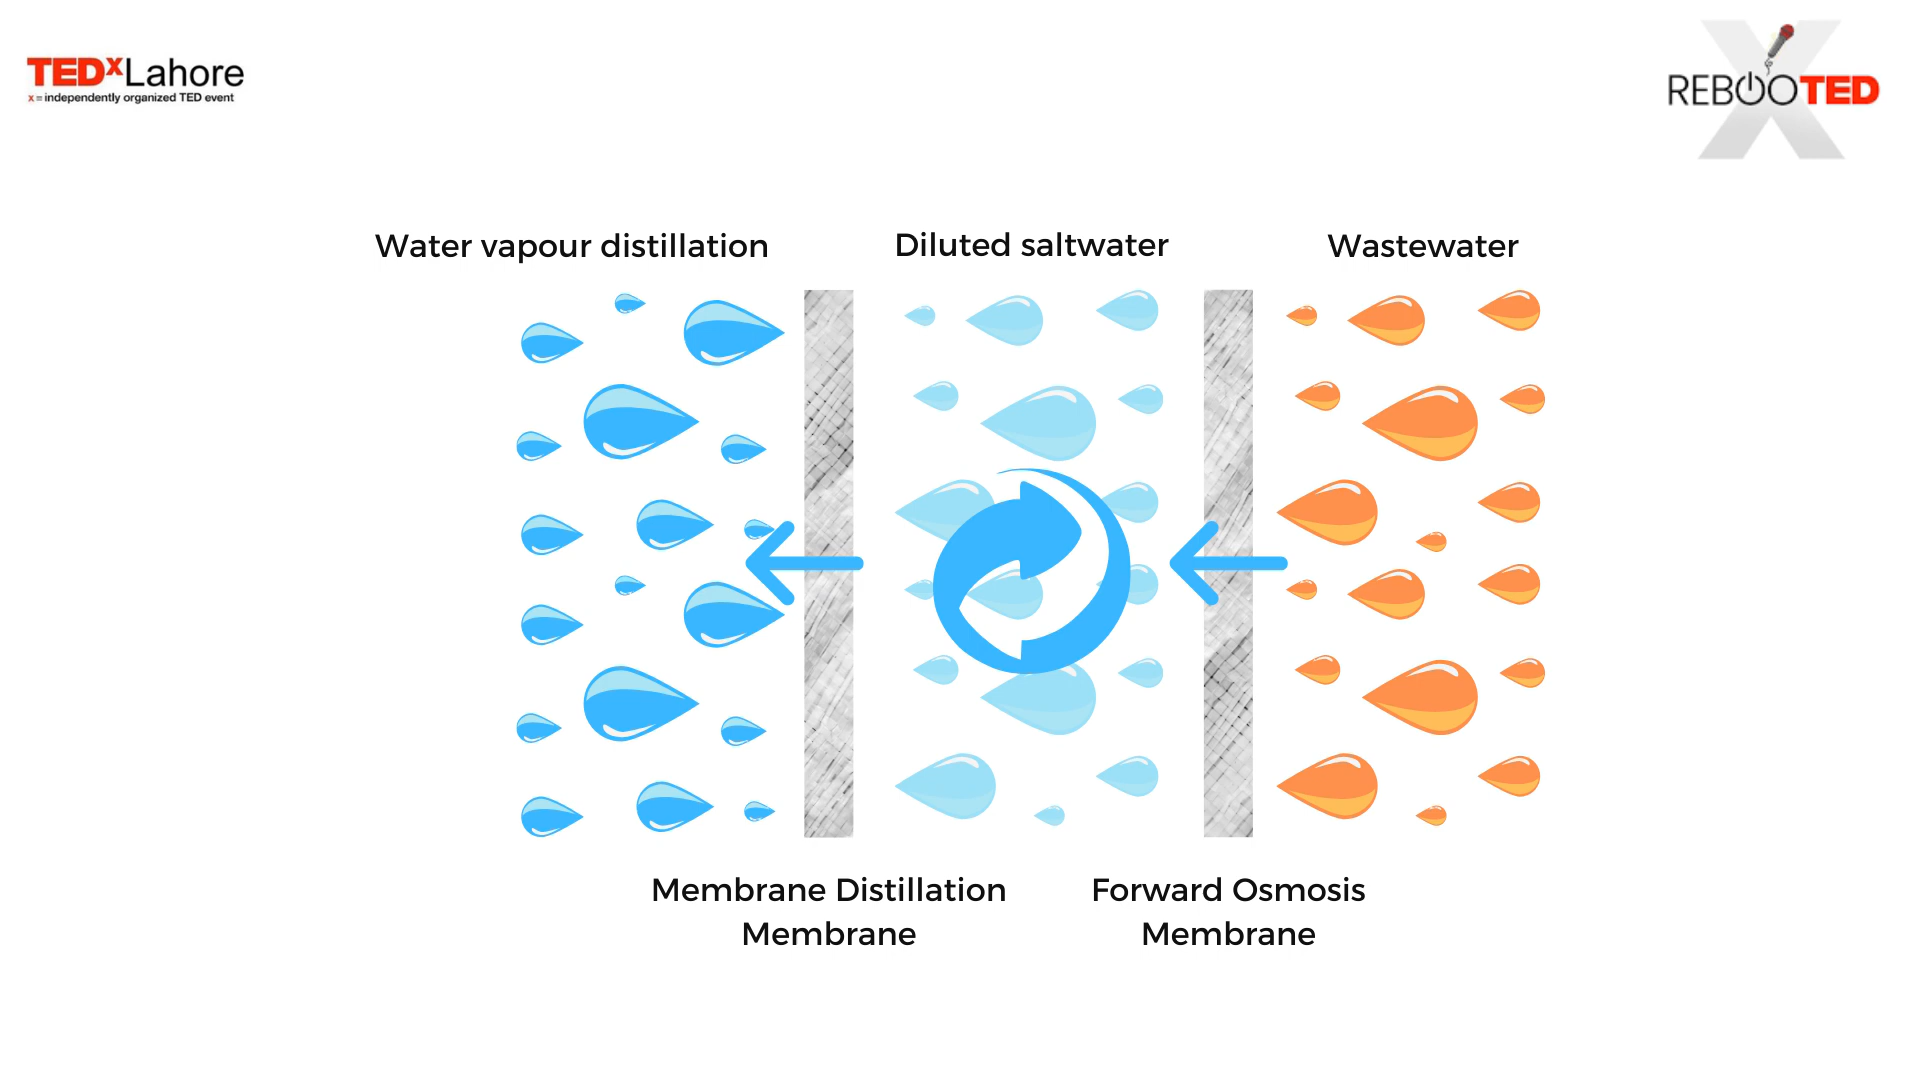 TEDxLahore
x = independently organized TED event
REBOOTED
Water vapour distillation
Diluted saltwater
Wastewater
Membrane Distillation
Membrane
Forward Osmosis
Membrane